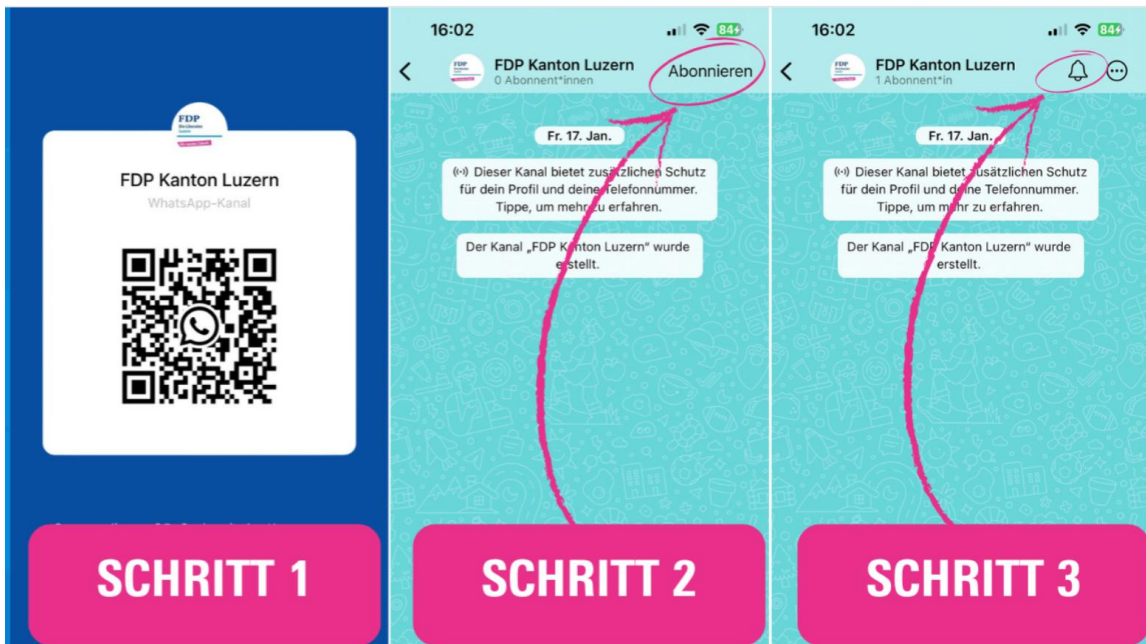 FDP
Die Liberalen
Luzern
FDP Kanton Luzern
WhatsApp-Kanal
SCHRITT 1
16:02
84
FDP Kanton Luzern
0 Abonnent*innen
Abonnieren
Fr. 17. Jan.
Dieser Kanal bietet zusätzlichen Schutz
für dein Profil und deine Telefonnummer.
Tippe, um mehr zu erfahren.
Der Kanal „FDP Kanton Luzern“ wurde
erstellt.
SCHRITT 2
16:02
84
FDP
FDP Kanton Luzern
1 Abonnent*in
Fr. 17. Jan.
Dieser Kanal bietet zusätzlichen Schutz
für dein Profil und deine Telefonnummer.
Tippe, um mehr zu erfahren.
Der Kanal „FDP Kanton Luzern“ wurde
erstellt.
SCHRITT 3